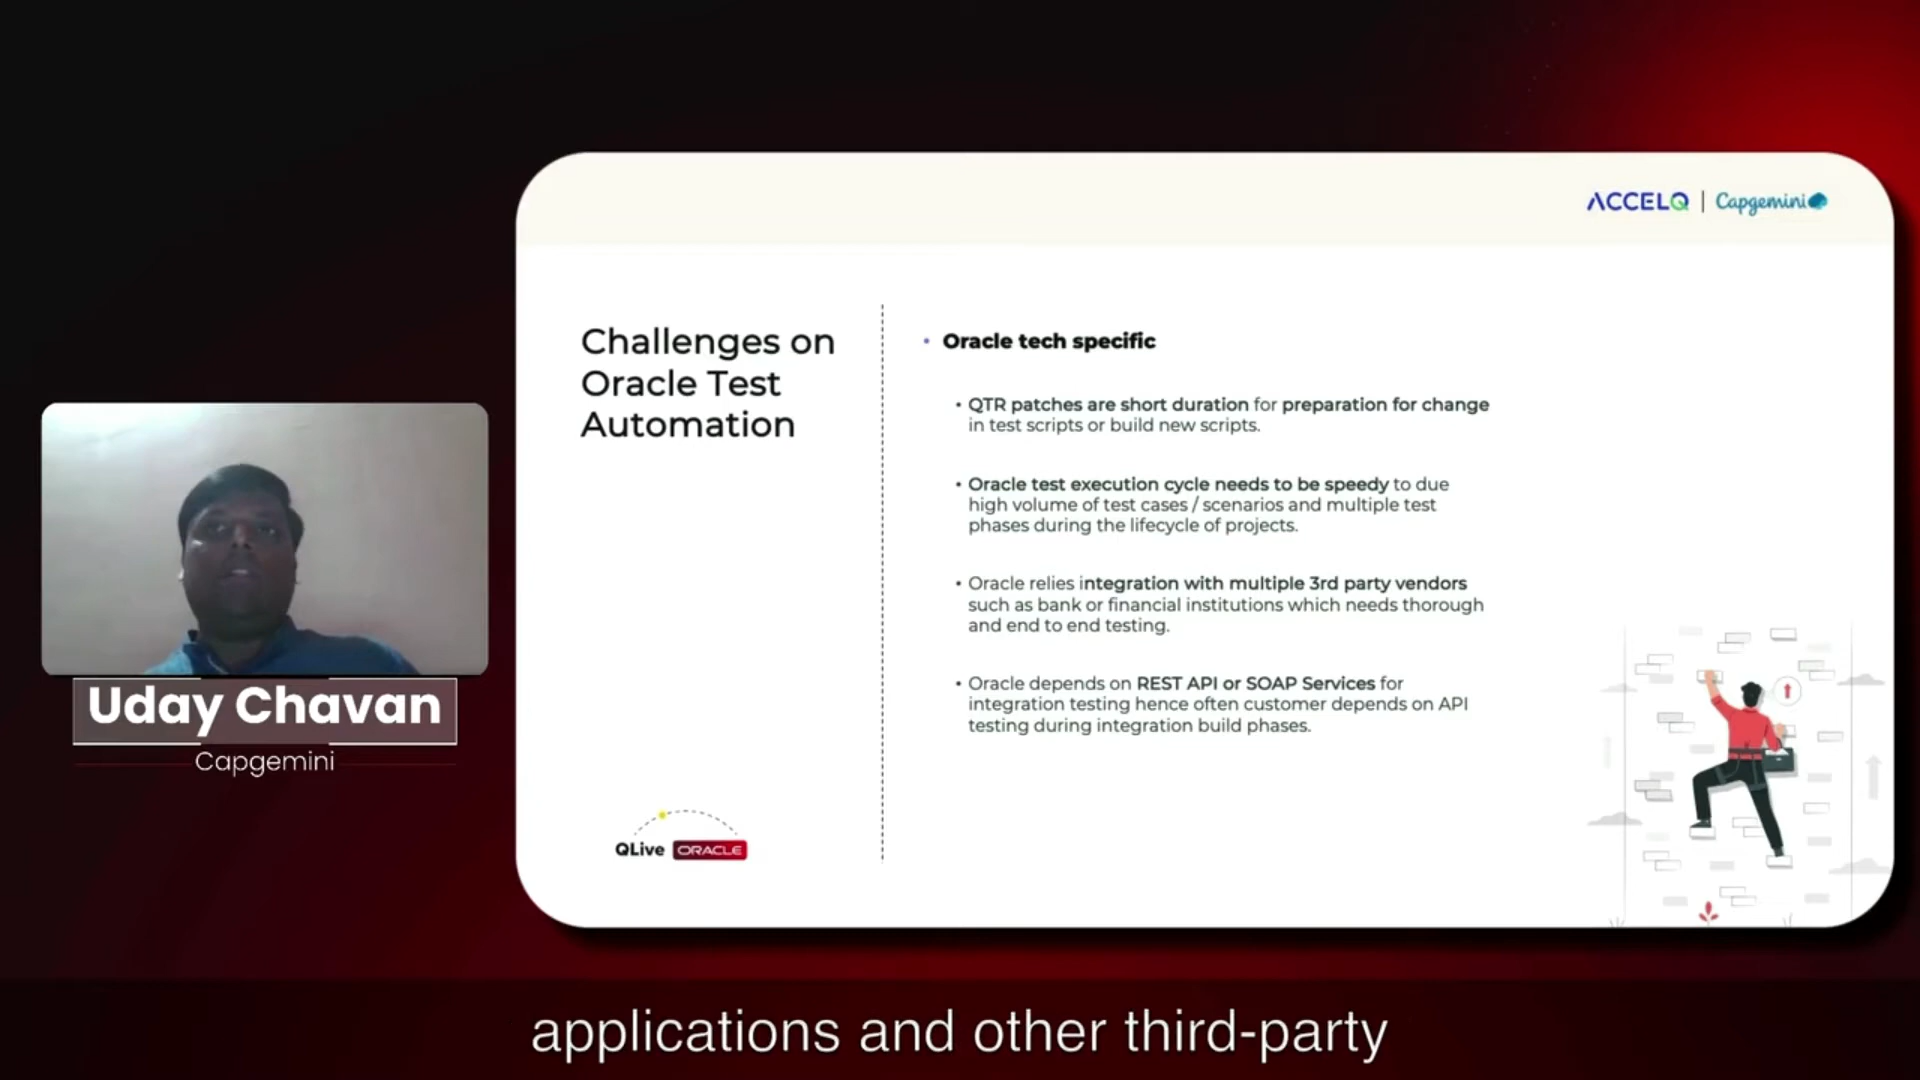 ACCELQ | Capgemini
Challenges on
Oracle Test
Automation
• Oracle tech specific
• QTR patches are short duration for preparation for change
in test scripts or build new scripts.
• Oracle test execution cycle needs to be speedy to due
high volume of test cases / scenarios and multiple test
phases during the lifecycle of projects.
• Oracle relies integration with multiple 3rd party vendors
such as bank or financial institutions which needs thorough
and end to end testing.
• Oracle depends on REST API or SOAP Services for
integration testing hence often customer depends on API
testing during integration build phases.
QLive ORACLE
Uday Chavan
Capgemini
applications and other third-party